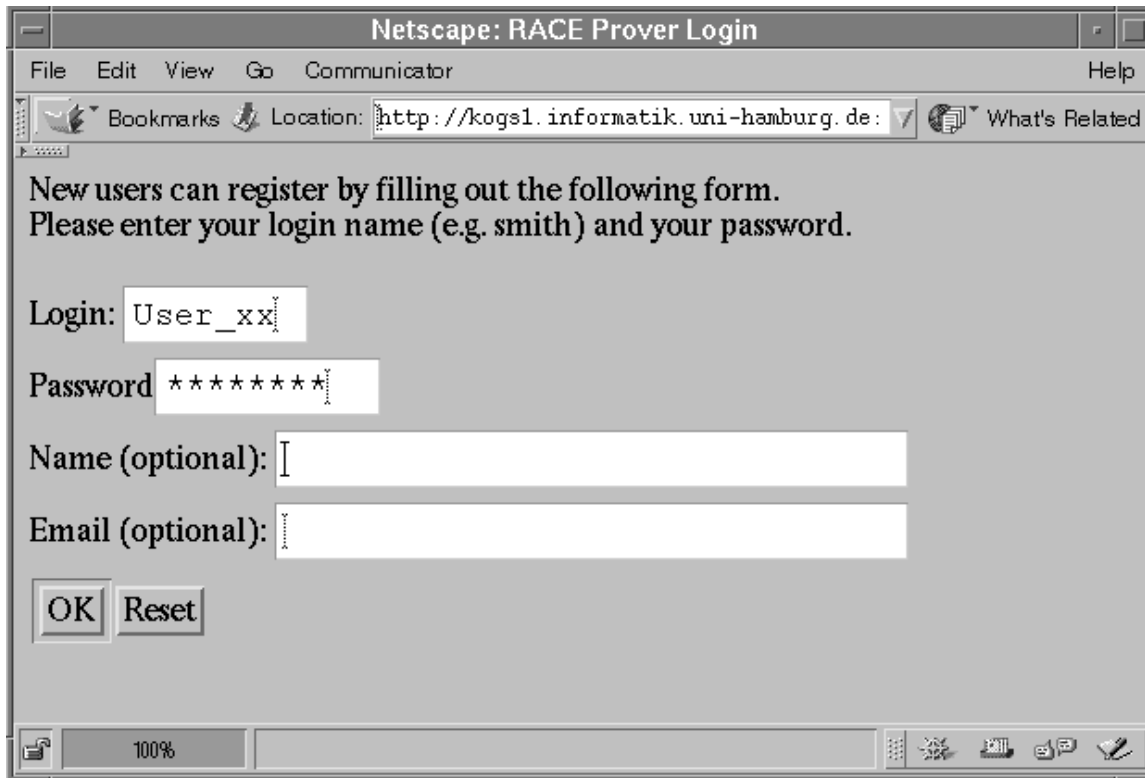 Netscape: RACE Prover Login
File Edit View Go Communicator Help
Bookmarks Location: http://kogs1.informatik.uni-hamburg.de: What's Related
New users can register by filling out the following form.
Please enter your login name (e.g. smith) and your password.
Login: User_xx
Password ********
Name (optional):
Email (optional):
OK Reset
100%